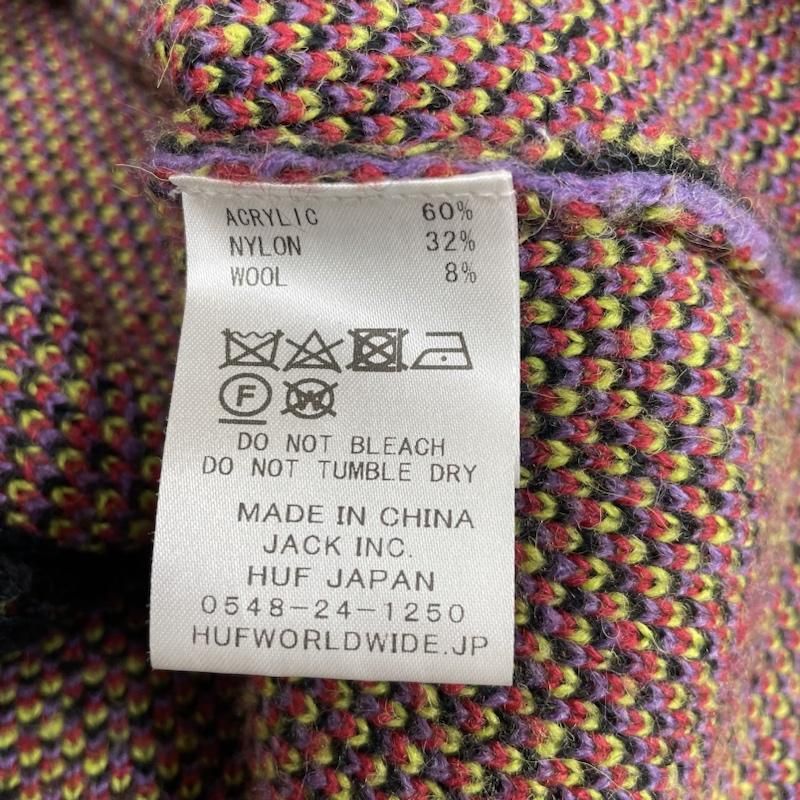 ACRYLIC 60%
NYLON 32%
WOOL 8%
F W
DO NOT BLEACH
DO NOT TUMBLE DRY
MADE IN CHINA
JACK INC.
HUF JAPAN
0548-24-1250
HUFWORLDWIDE.JP